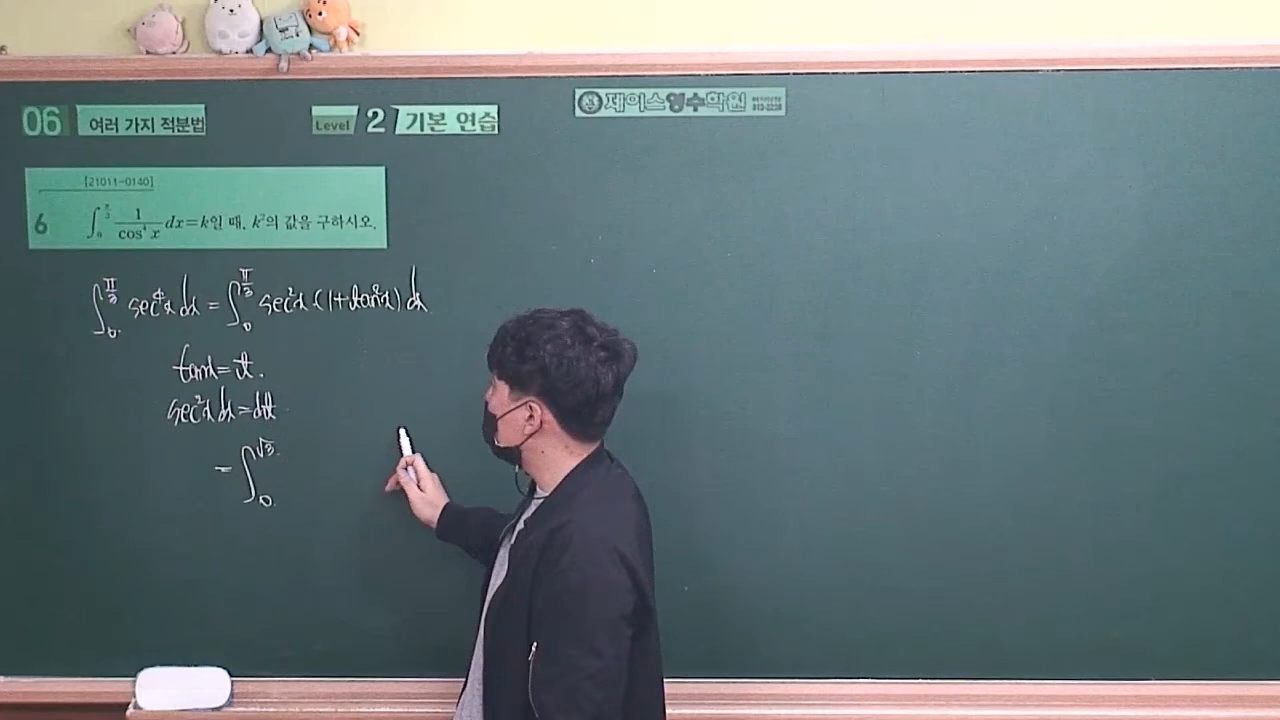 06 여러 가지 적분법
Level 2 기본 연습
제이스영수학원
[21011-0140]
6 ∫₀^{π/3} 1/cos⁴x dx=k일 때, k²의 값을 구하시오.
∫₀^{π/3} sec⁴x dx = ∫₀^{π/3} sec²x × (1+tan²x) dx
tanx = t.
sec²x dx = dt
= ∫₀^{√3}